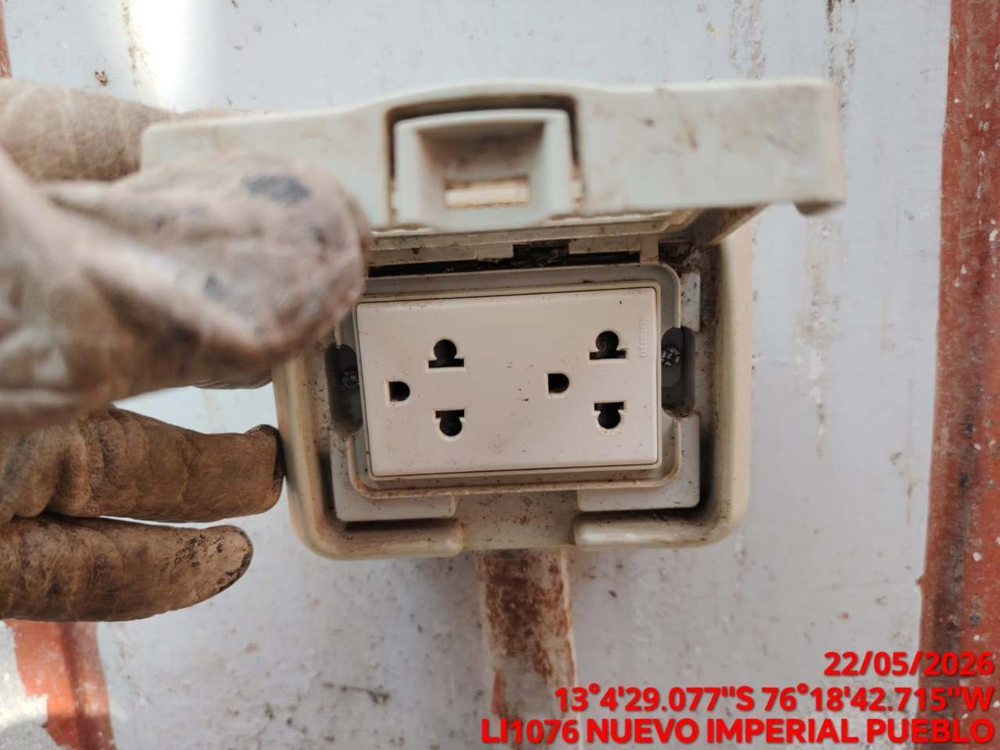 22/05/2026
13°4'29.077"S 76°18'42.715"W
LI1076 NUEVO IMPERIAL PUEBLO